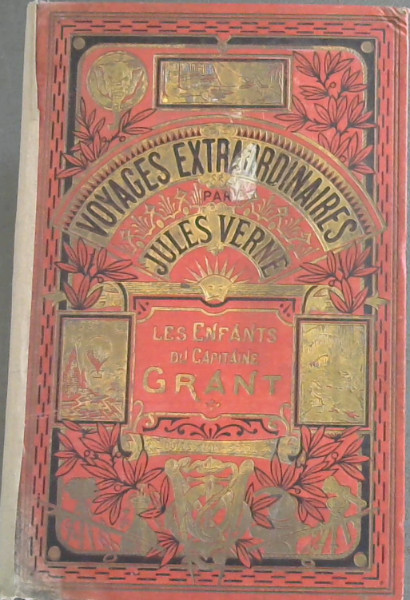 VOYAGES EXTRAORDINAIRES
PAR
JULES VERNE
LES ENFANTS
DU CAPITAINE
GRANT